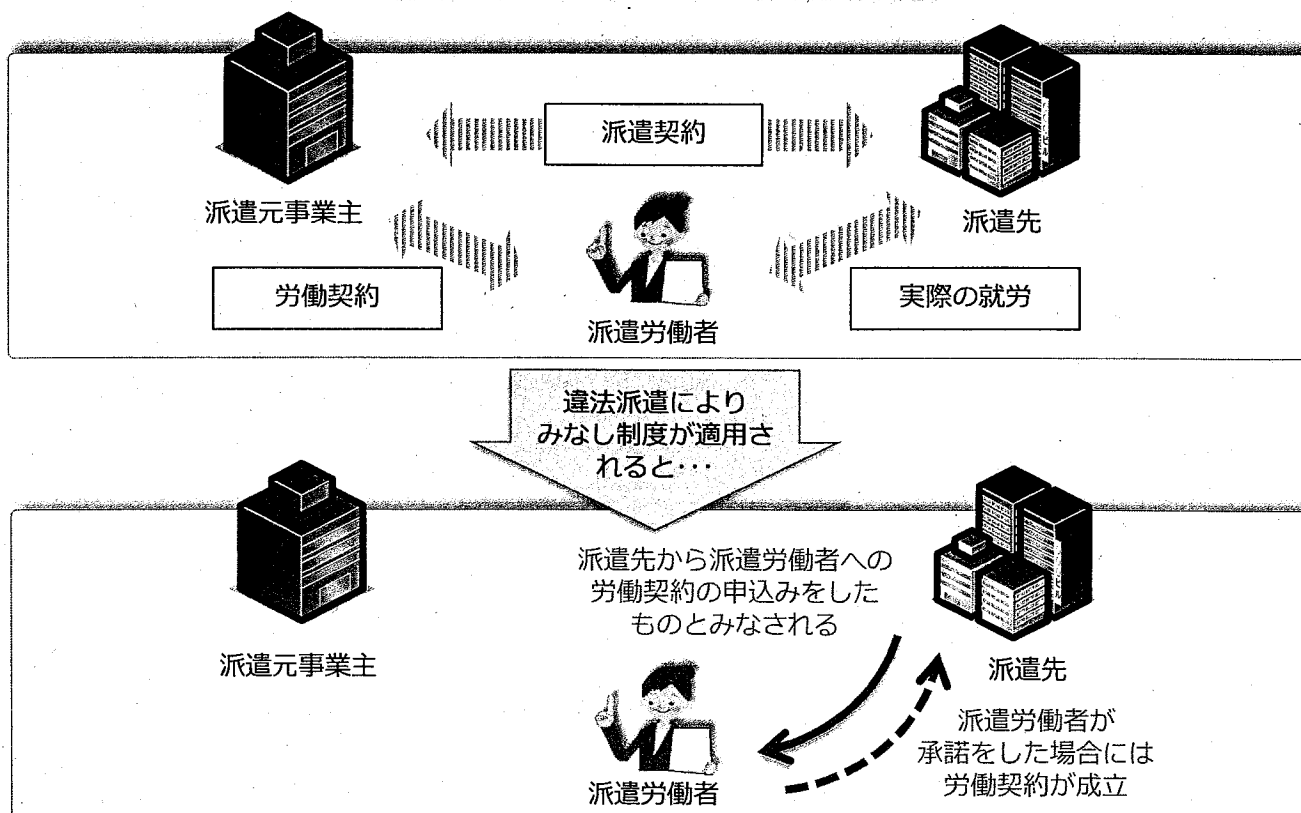 派遣契約
派遣元事業主
派遣先
労働契約
実際の就労
派遣労働者
違法派遣により
みなし制度が適用さ
れると・・・
派遣先から派遣労働者への
労働契約の申込みをした
ものとみなされる
派遣元事業主
派遣先
派遣労働者が
承諾をした場合には
労働契約が成立
派遣労働者